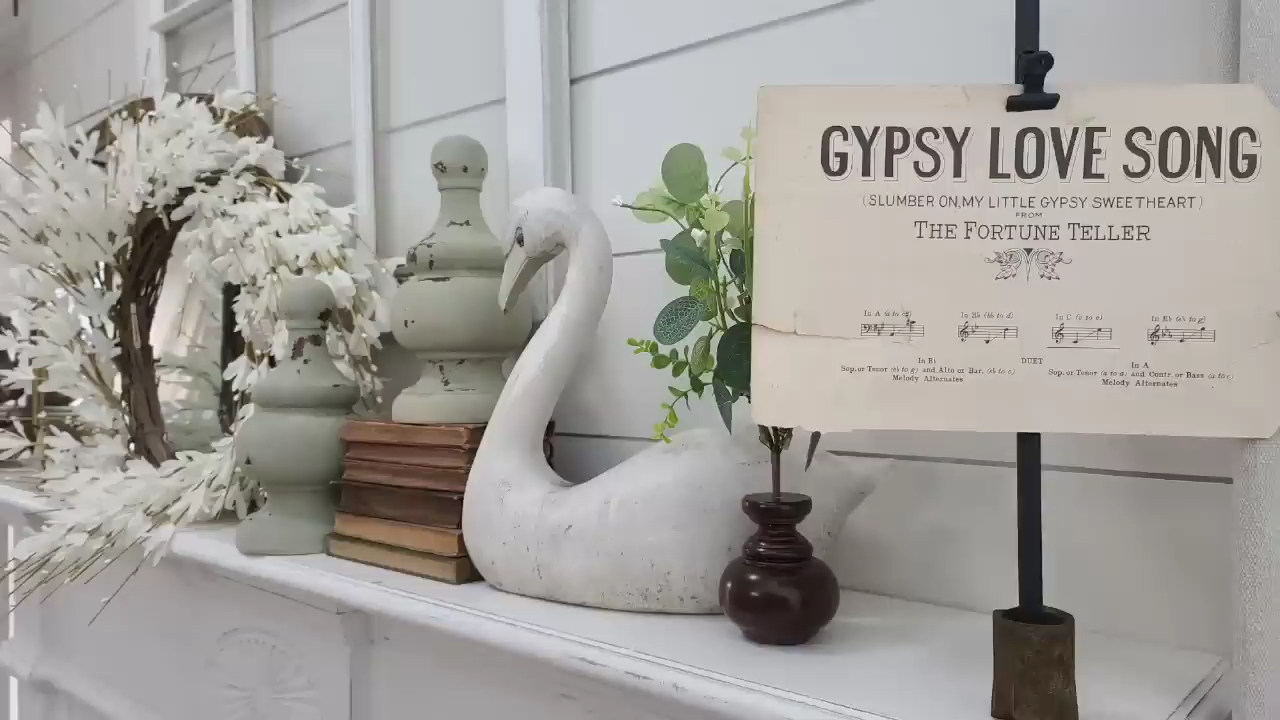 GYPSY LOVE SONG
(SLUMBER ON, MY LITTLE GYPSY SWEETHEART)
FROM
THE FORTUNE TELLER
In A In B♭ In C (c to e) In E♭
In E♭ DUET In A
Sop. or Tenor and Alto or Bar. Sop. or Tenor and Contr. or Bass
Melody Alternates Melody Alternates